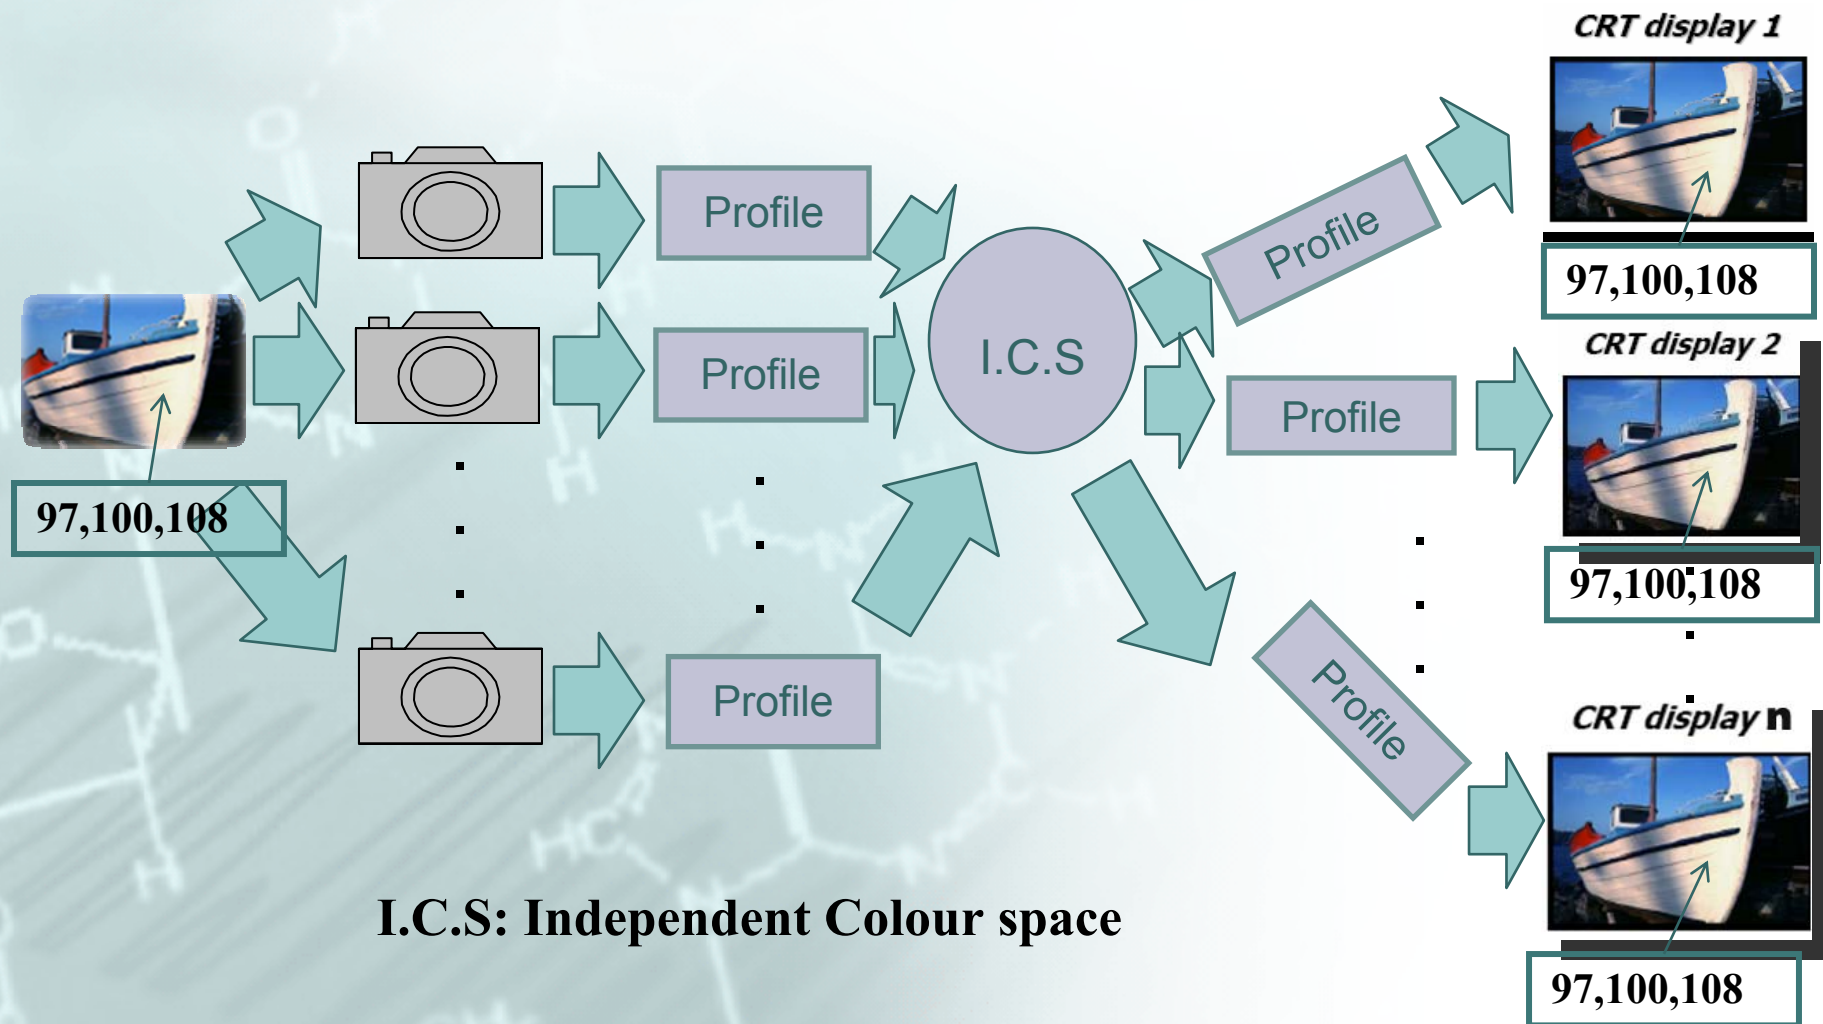 CRT display 1
97,100,108
Profile
Profile
CRT display 2
97,100,108
Profile
I.C.S
Profile
97,100,108
Profile
Profile
CRT display n
97,100,108
I.C.S: Independent Colour space
H
N
H
H
N
O
H
H
N
N
HC
C
H
N
N